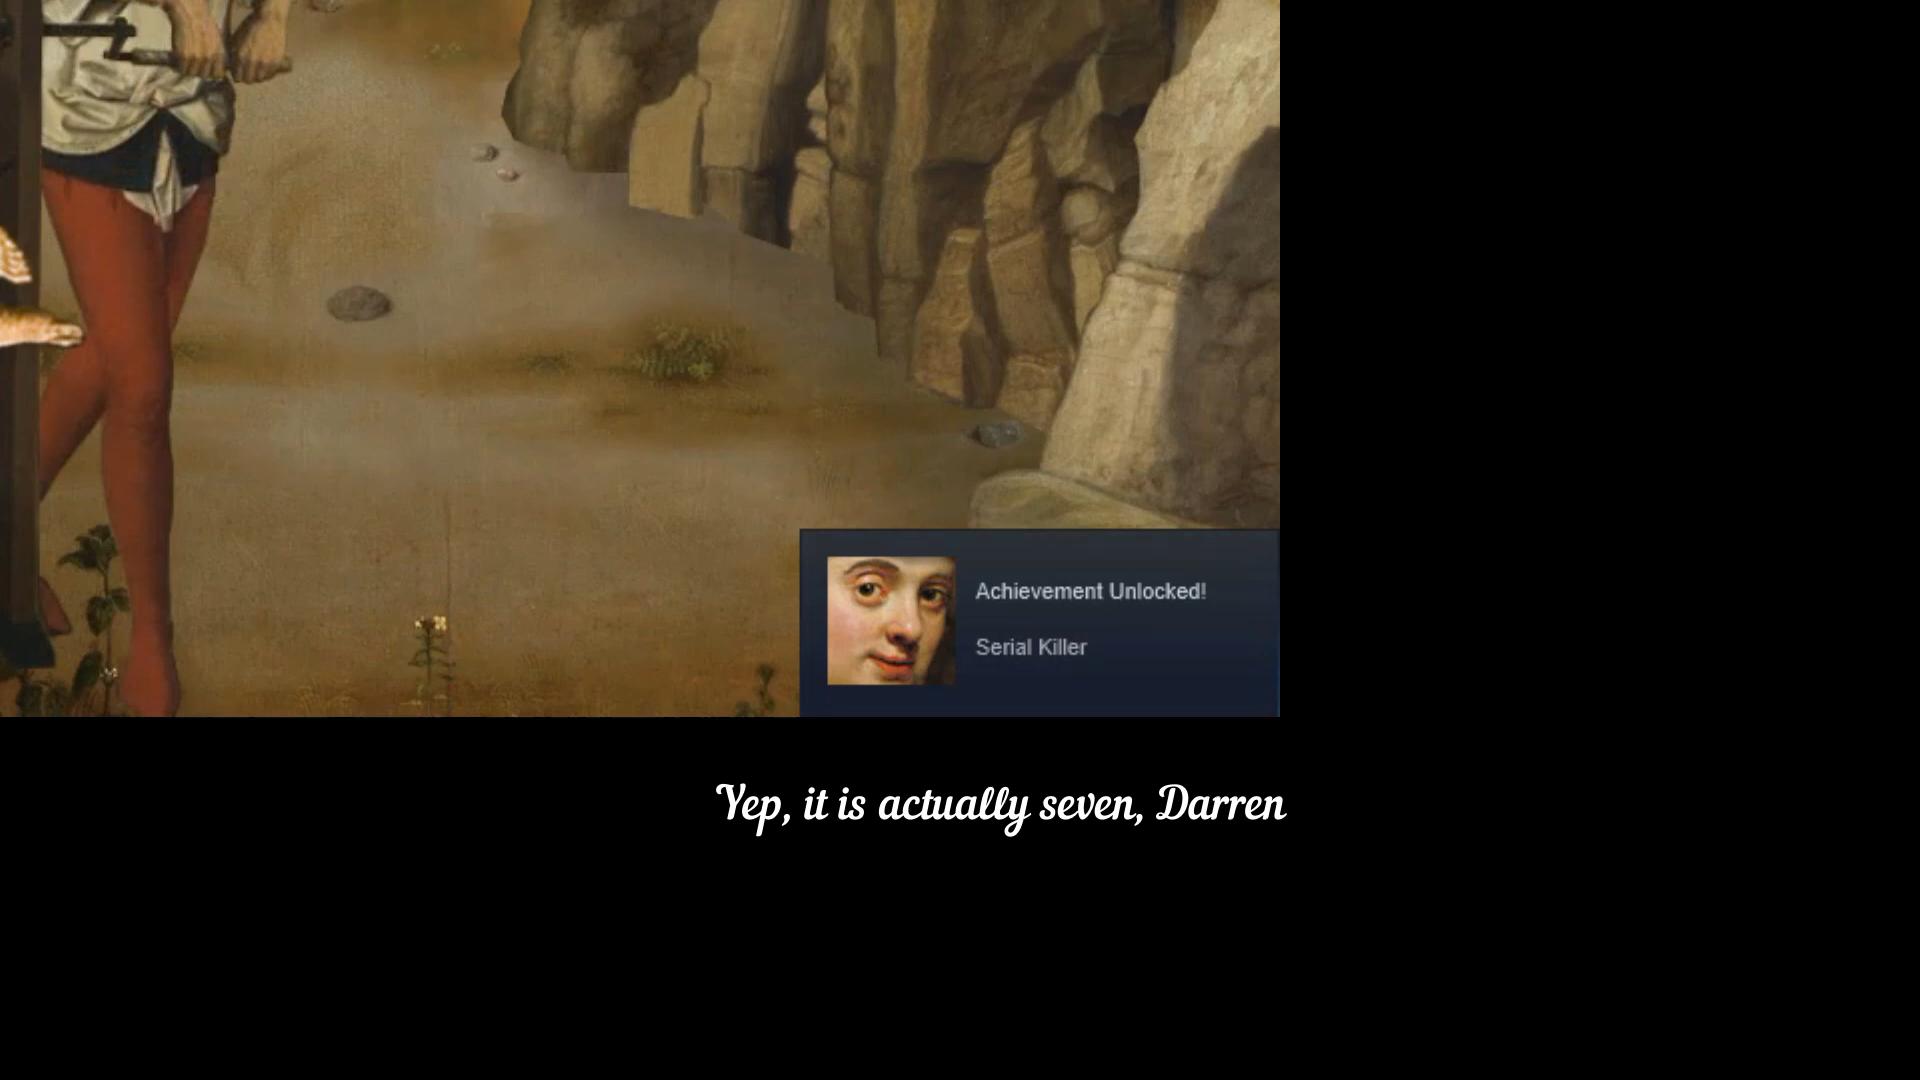 Achievement Unlocked!
Serial Killer
Yep, it is actually seven, Darren